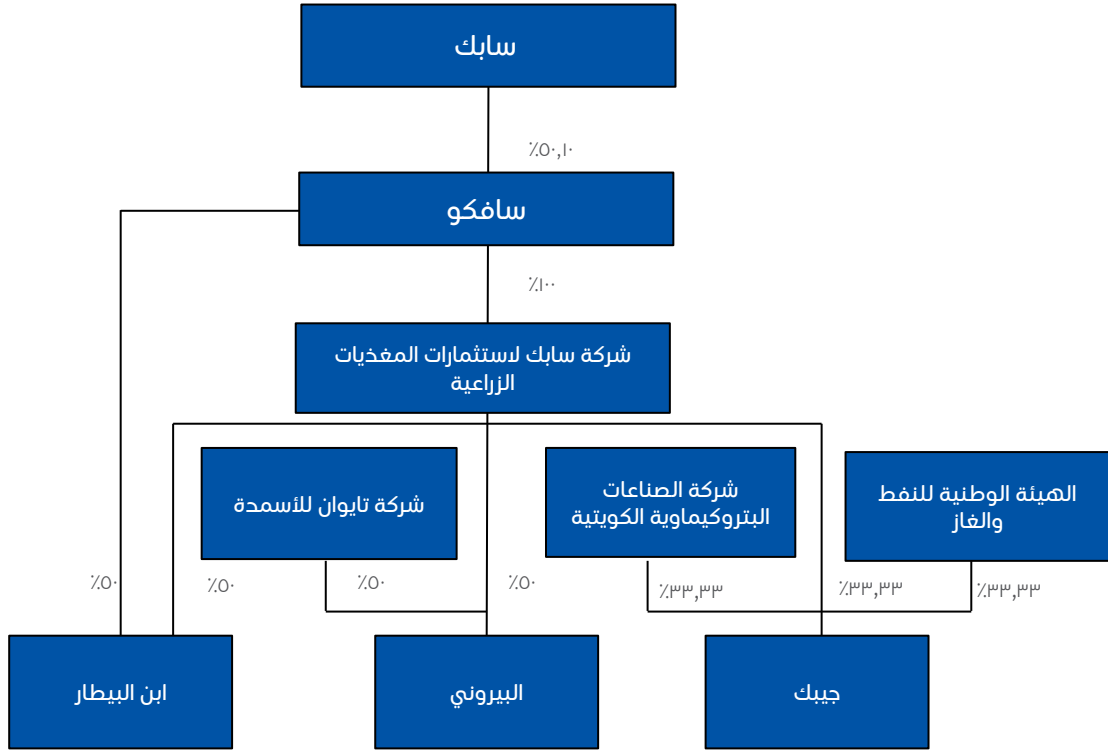 سابك
٪٥٠,١٠
سافكو
٪١٠٠
شركة سابك لاستثمارات المغذيات
الزراعية
شركة تايوان للأسمدة
شركة الصناعات
البتروكيماوية الكويتية
الهيئة الوطنية للنفط
والغاز
٪٥٠
٪٥٠
٪٥٠
٪٥٠
٪٣٣,٣٣
٪٣٣,٣٣
٪٣٣,٣٣
ابن البيطار
البيروني
جيبك